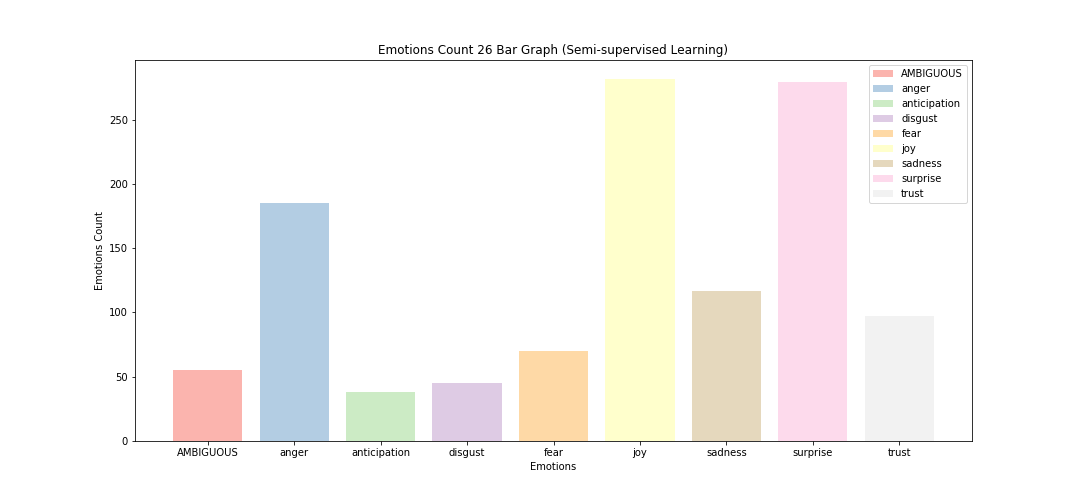 Emotions Count 26 Bar Graph (Semi-supervised Learning)
AMBIGUOUS
anger
anticipation
disgust
fear
joy
sadness
surprise
trust
Emotions Count
250
200
150
100
50
0
AMBIGUOUS anger anticipation disgust fear joy sadness surprise trust
Emotions